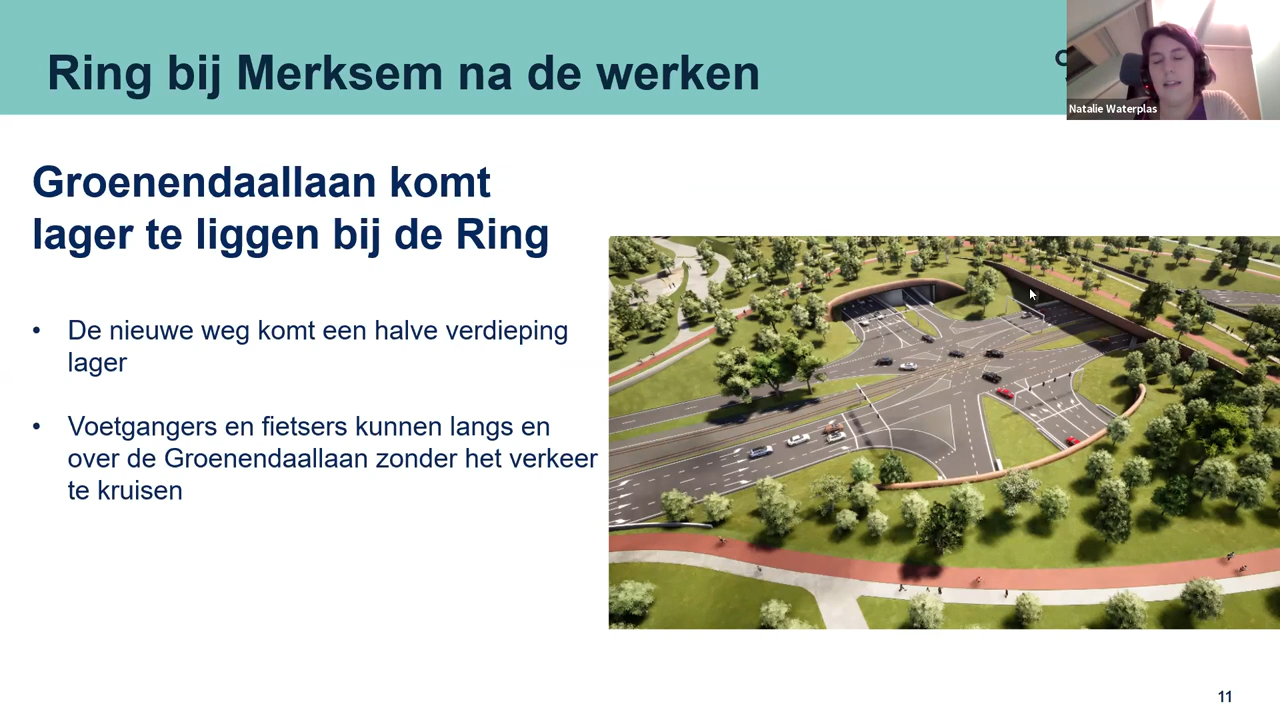 Ring bij Merksem na de werken
Natalie Waterplas
Groenendaallaan komt
lager te liggen bij de Ring
• De nieuwe weg komt een halve verdieping
lager
• Voetgangers en fietsers kunnen langs en
over de Groenendaallaan zonder het verkeer
te kruisen
11